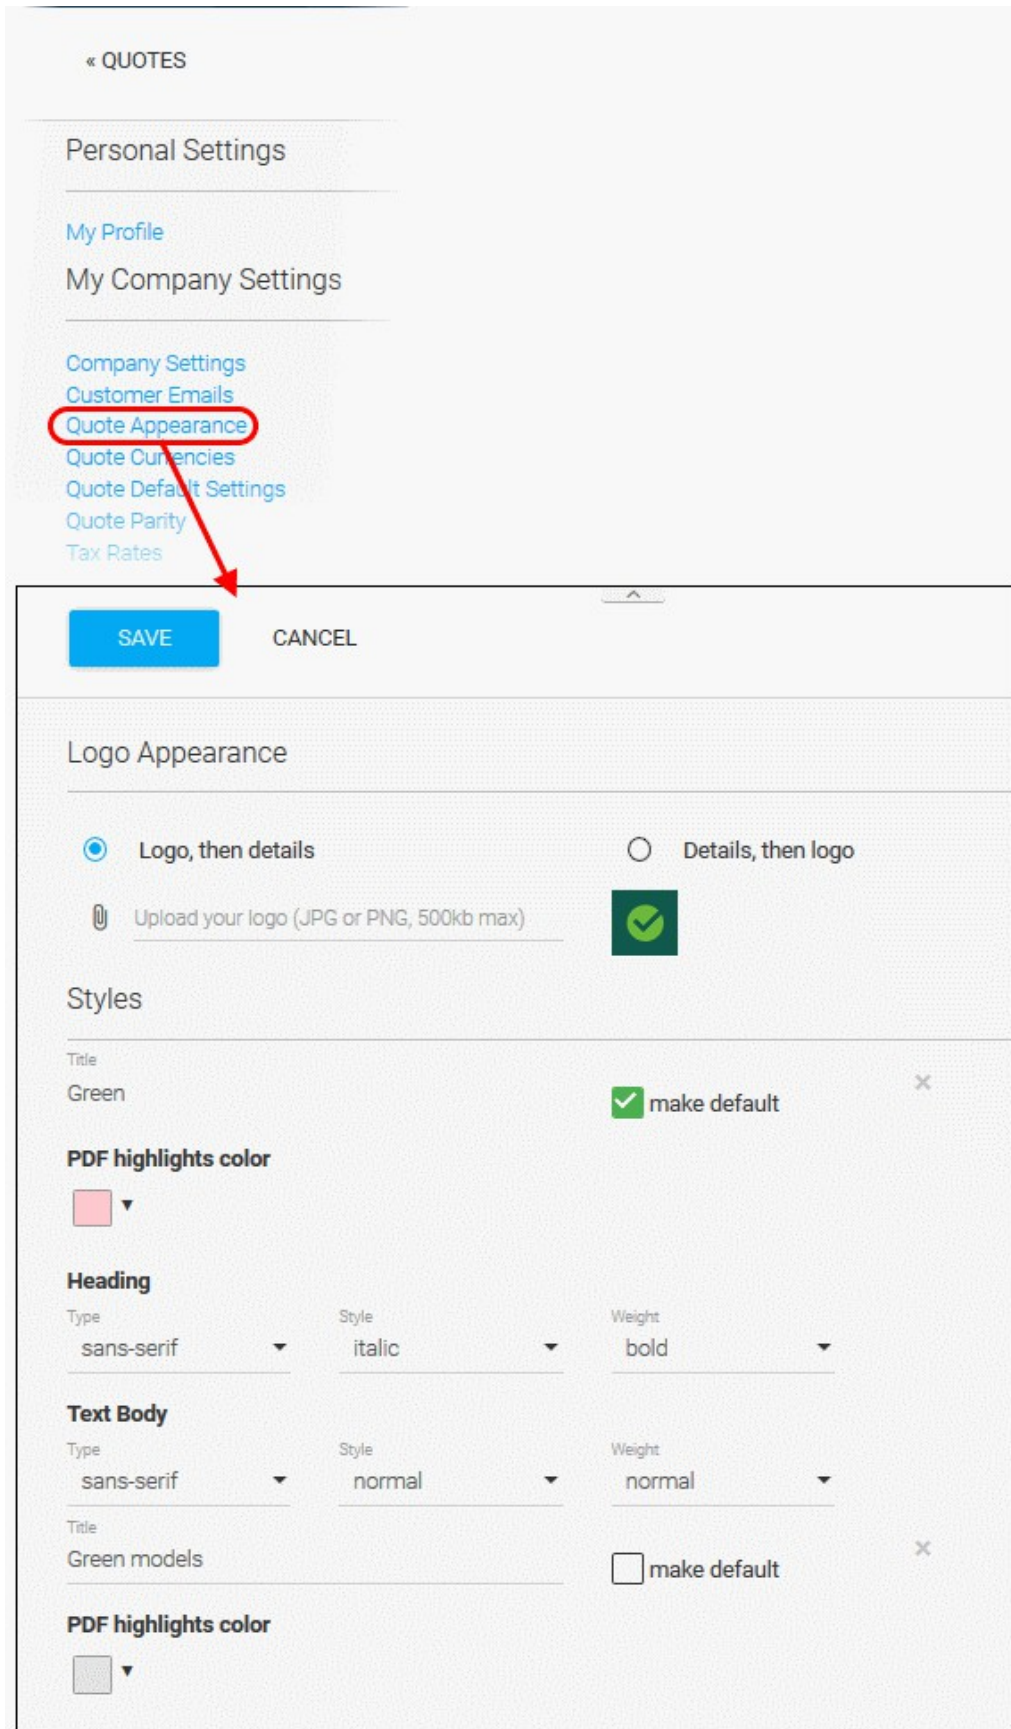 « QUOTES
Personal Settings
My Profile
My Company Settings
Company Settings
Customer Emails
Quote Appearance
Quote Currencies
Quote Default Settings
Quote Parity
Tax Rates
SAVE CANCEL
Logo Appearance
Logo, then details Details, then logo
Upload your logo (JPG or PNG, 500kb max)
Styles
Title
Green make default ×
PDF highlights color
Heading
Type Style Weight
sans-serif italic bold
Text Body
Type Style Weight
sans-serif normal normal
Title
Green models make default ×
PDF highlights color